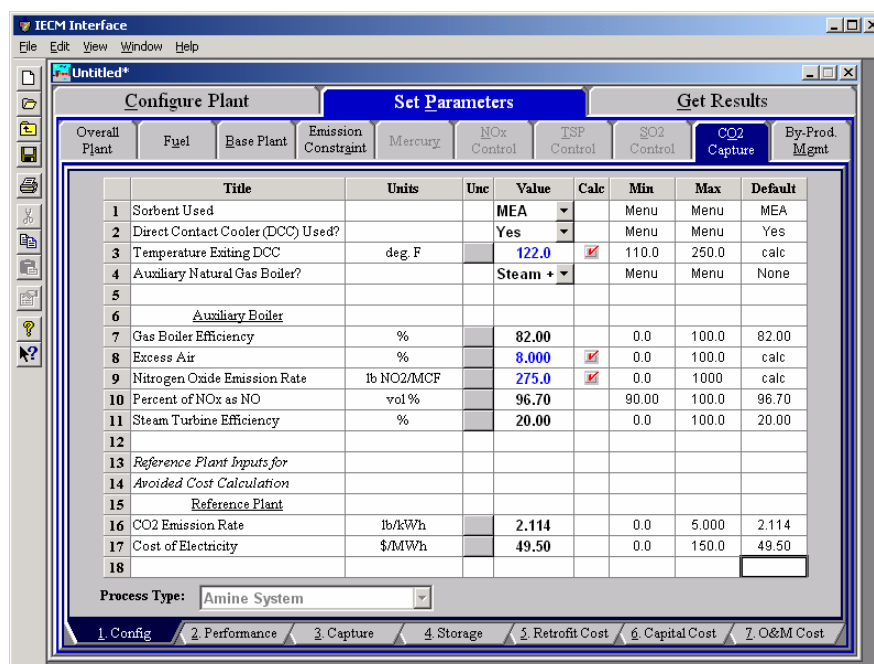 IECM Interface
File Edit View Window Help
Untitled*
Configure Plant Set Parameters Get Results
Overall Plant Fuel Base Plant Emission Constraint Mercury NOx Control TSP Control SO2 Control CO2 Capture By-Prod. Mgmt
Title Units Unc Value Calc Min Max Default
1 Sorbent Used MEA Menu Menu MEA
2 Direct Contact Cooler (DCC) Used? Yes Menu Menu Yes
3 Temperature Exiting DCC deg. F 122.0 110.0 250.0 calc
4 Auxiliary Natural Gas Boiler? Steam + Menu Menu None
5
6 Auxiliary Boiler
7 Gas Boiler Efficiency % 82.00 0.0 100.0 82.00
8 Excess Air % 8.000 0.0 100.0 calc
9 Nitrogen Oxide Emission Rate lb NO2/MCF 275.0 0.0 1000 calc
10 Percent of NOx as NO vol % 96.70 90.00 100.0 96.70
11 Steam Turbine Efficiency % 20.00 0.0 100.0 20.00
12
13 Reference Plant Inputs for
14 Avoided Cost Calculation
15 Reference Plant
16 CO2 Emission Rate lb/kWh 2.114 0.0 5.000 2.114
17 Cost of Electricity $/MWh 49.50 0.0 150.0 49.50
18
Process Type: Amine System
1. Config 2. Performance 3. Capture 4. Storage 5. Retrofit Cost 6. Capital Cost 7. O&M Cost